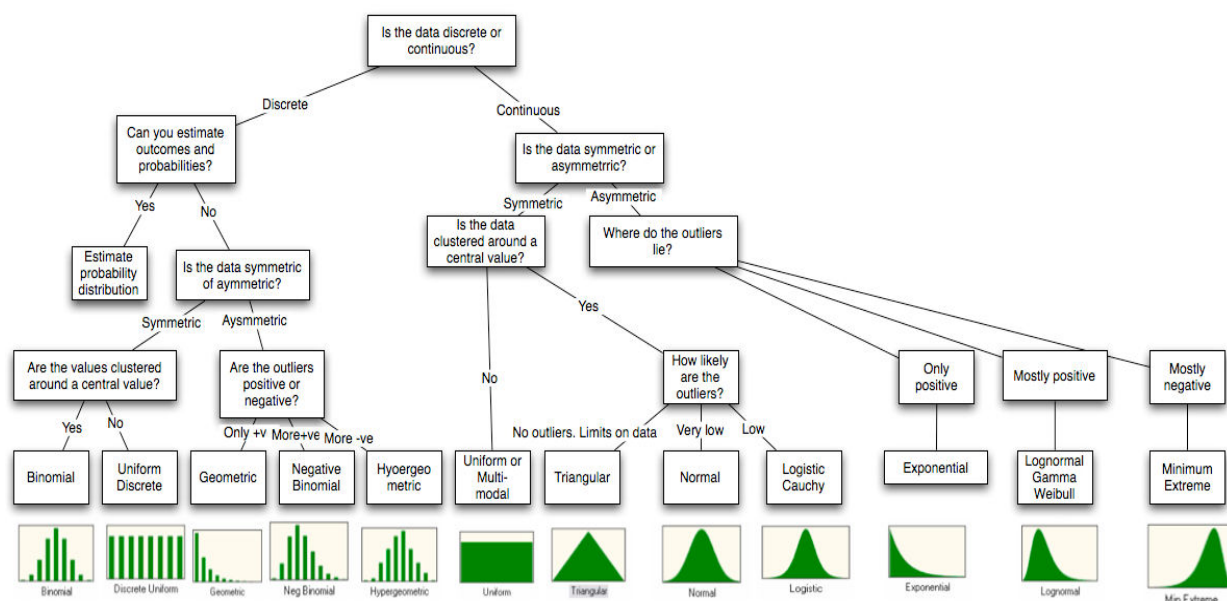 Is the data discrete or
continuous?
Discrete
Continuous
Can you estimate
outcomes and
probabilities?
Is the data symmetric or
asymmetrric?
Yes
No
Symmetric
Asymmetric
Estimate
probability
distribution
Is the data symmetric
of aymmetric?
Is the data
clustered around a
central value?
Where do the outliers
lie?
Symmetric
Aysmmetric
Yes
No
Are the values clustered
around a central value?
Are the outliers
positive or
negative?
How likely
are the
outliers?
Only
positive
Mostly positive
Mostly
negative
Yes
No
Only +v
More+ve
More -ve
No outliers. Limits on data
Very low
Low
Binomial
Uniform
Discrete
Geometric
Negative
Binomial
Hyoergeo
metric
Uniform or
Multi-
modal
Triangular
Normal
Logistic
Cauchy
Exponential
Lognormal
Gamma
Weibull
Minimum
Extreme
Binomial
Discrete Uniform
Geometric
Neg Binomial
Hypergeometric
Uniform
Triangular
Normal
Logistic
Exponential
Lognormal
Min Extreme